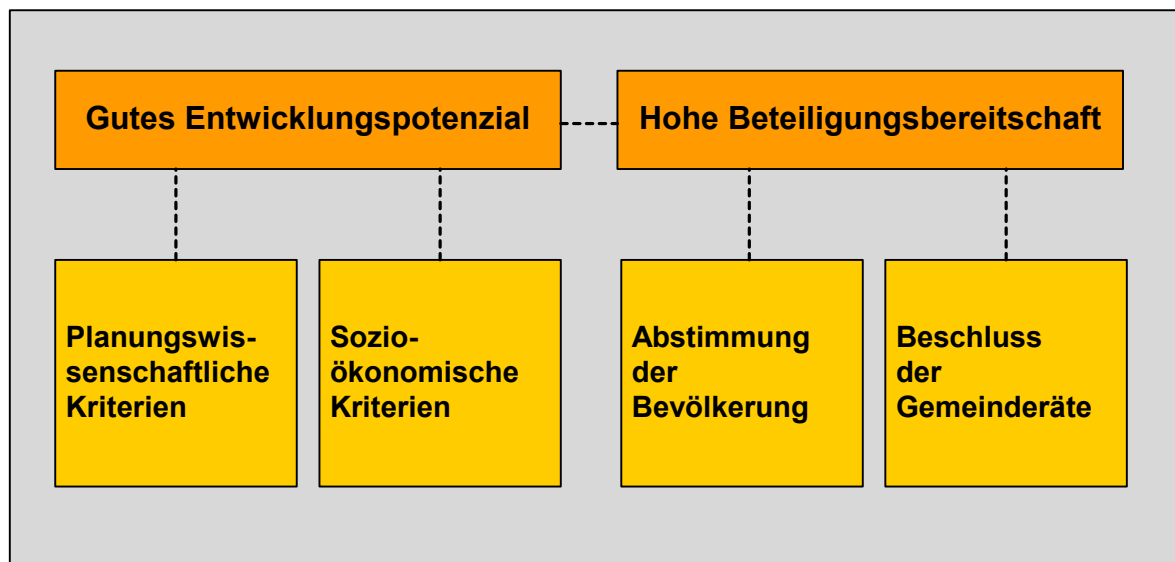 Gutes Entwicklungspotenzial
Hohe Beteiligungsbereitschaft
Planungswis-
senschaftliche
Kriterien
Sozio-
ökonomische
Kriterien
Abstimmung
der
Bevölkerung
Beschluss
der
Gemeinderäte